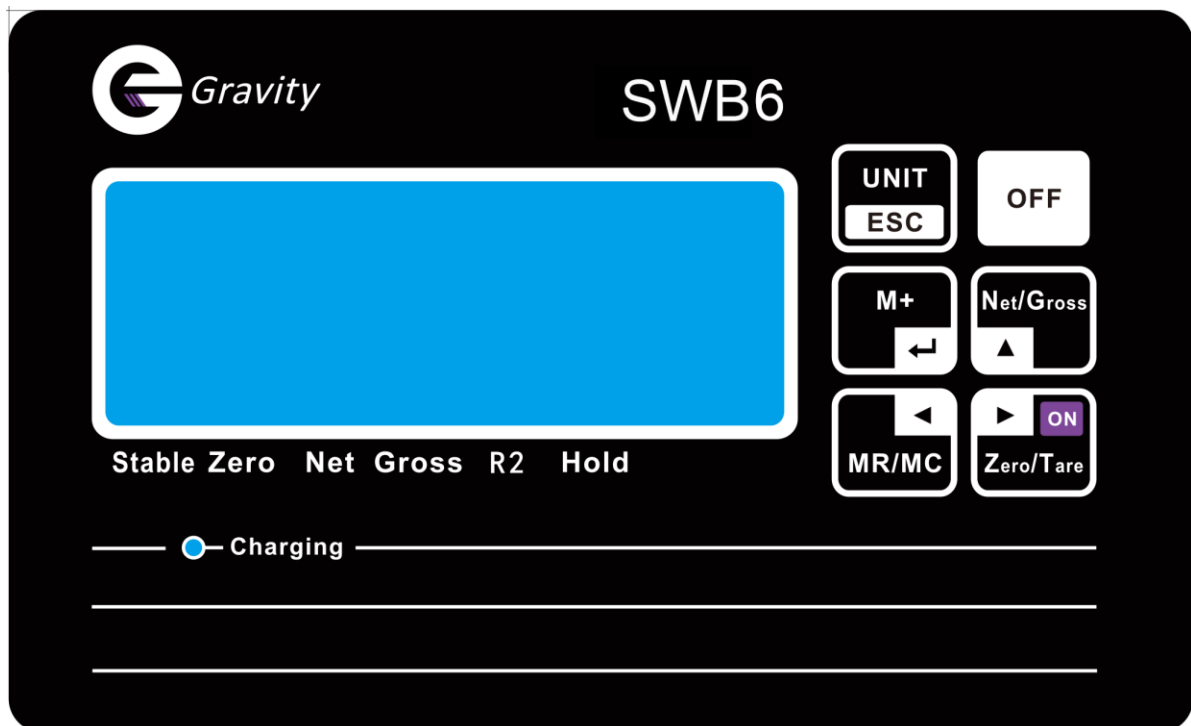 Gravity
SWB6
UNIT
ESC
OFF
M+
Net/Gross
MR/MC
ON
Zero/Tare
Stable Zero Net Gross R2 Hold
Charging